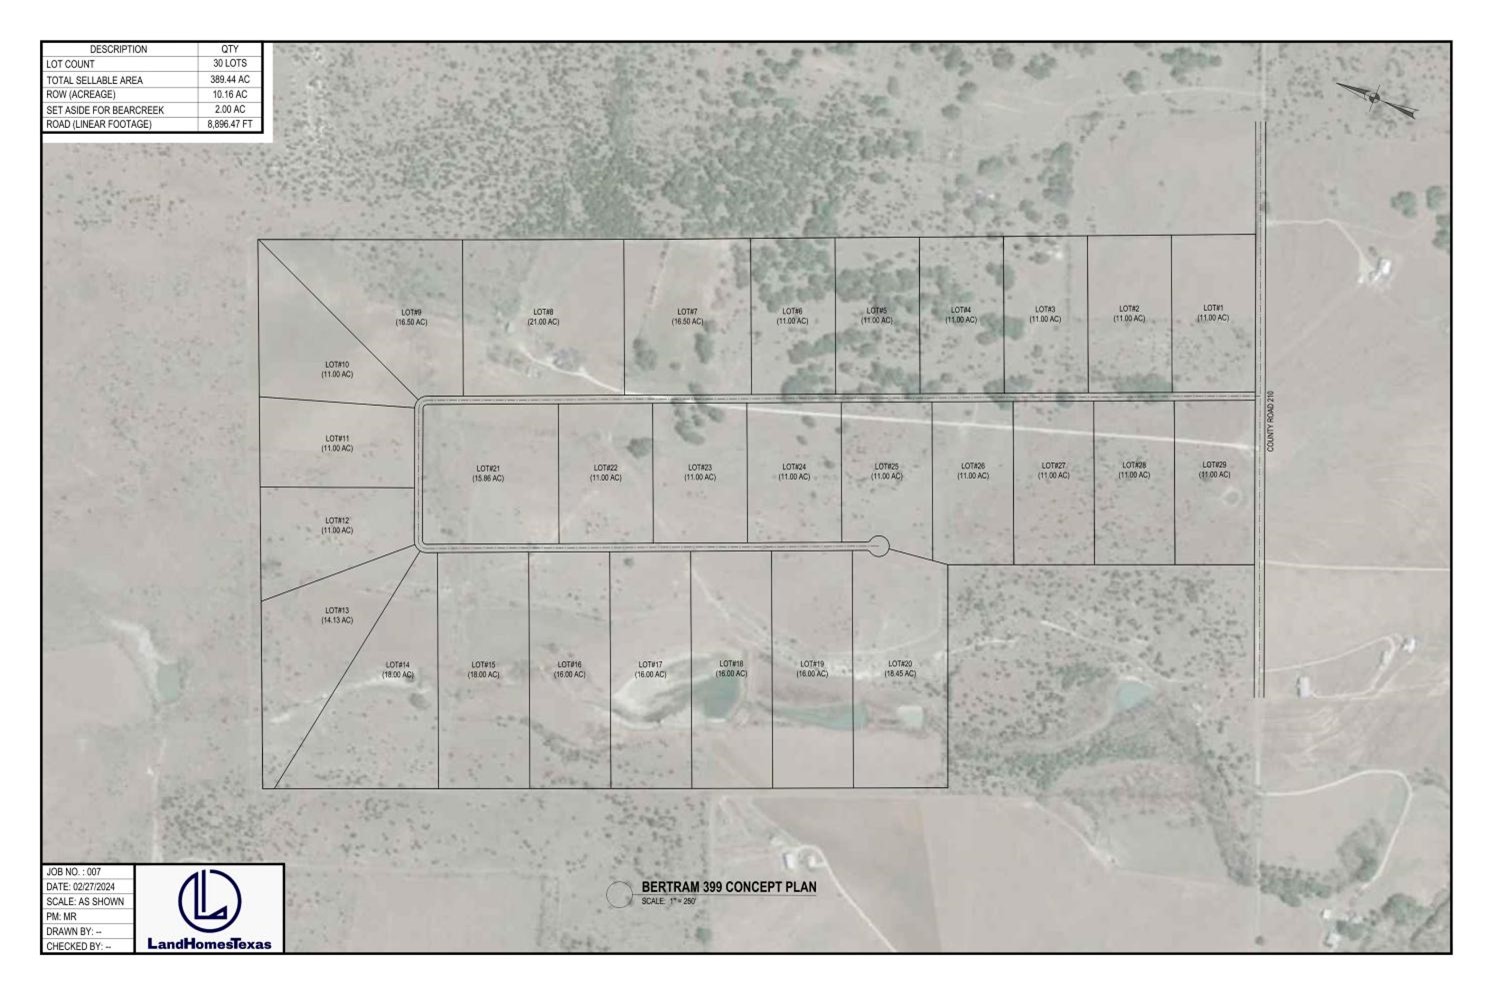 DESCRIPTION QTY
LOT COUNT 30 LOTS
TOTAL SELLABLE AREA 389.44 AC
ROW (ACREAGE) 10.16 AC
SET ASIDE FOR BEARCREEK 2.00 AC
ROAD (LINEAR FOOTAGE) 8,896.47 FT
LOT#9
(16.50 AC)
LOT#8
(21.00 AC)
LOT#7
(16.50 AC)
LOT#6
(11.00 AC)
LOT#5
(11.00 AC)
LOT#4
(11.00 AC)
LOT#3
(11.00 AC)
LOT#2
(11.00 AC)
LOT#1
(11.00 AC)
LOT#10
(11.00 AC)
COUNTY ROAD 210
LOT#11
(11.00 AC)
LOT#21
(15.86 AC)
LOT#22
(11.00 AC)
LOT#23
(11.00 AC)
LOT#24
(11.00 AC)
LOT#25
(11.00 AC)
LOT#26
(11.00 AC)
LOT#27
(11.00 AC)
LOT#28
(11.00 AC)
LOT#29
(11.00 AC)
LOT#12
(11.00 AC)
LOT#13
(14.13 AC)
LOT#14
(18.00 AC)
LOT#15
(18.00 AC)
LOT#16
(16.00 AC)
LOT#17
(16.00 AC)
LOT#18
(16.00 AC)
LOT#19
(16.00 AC)
LOT#20
(18.45 AC)
JOB NO. : 007
DATE: 02/27/2024
SCALE: AS SHOWN
PM: MR
DRAWN BY: --
CHECKED BY: --
LandHomesTexas
BERTRAM 399 CONCEPT PLAN
SCALE: 1" = 250'